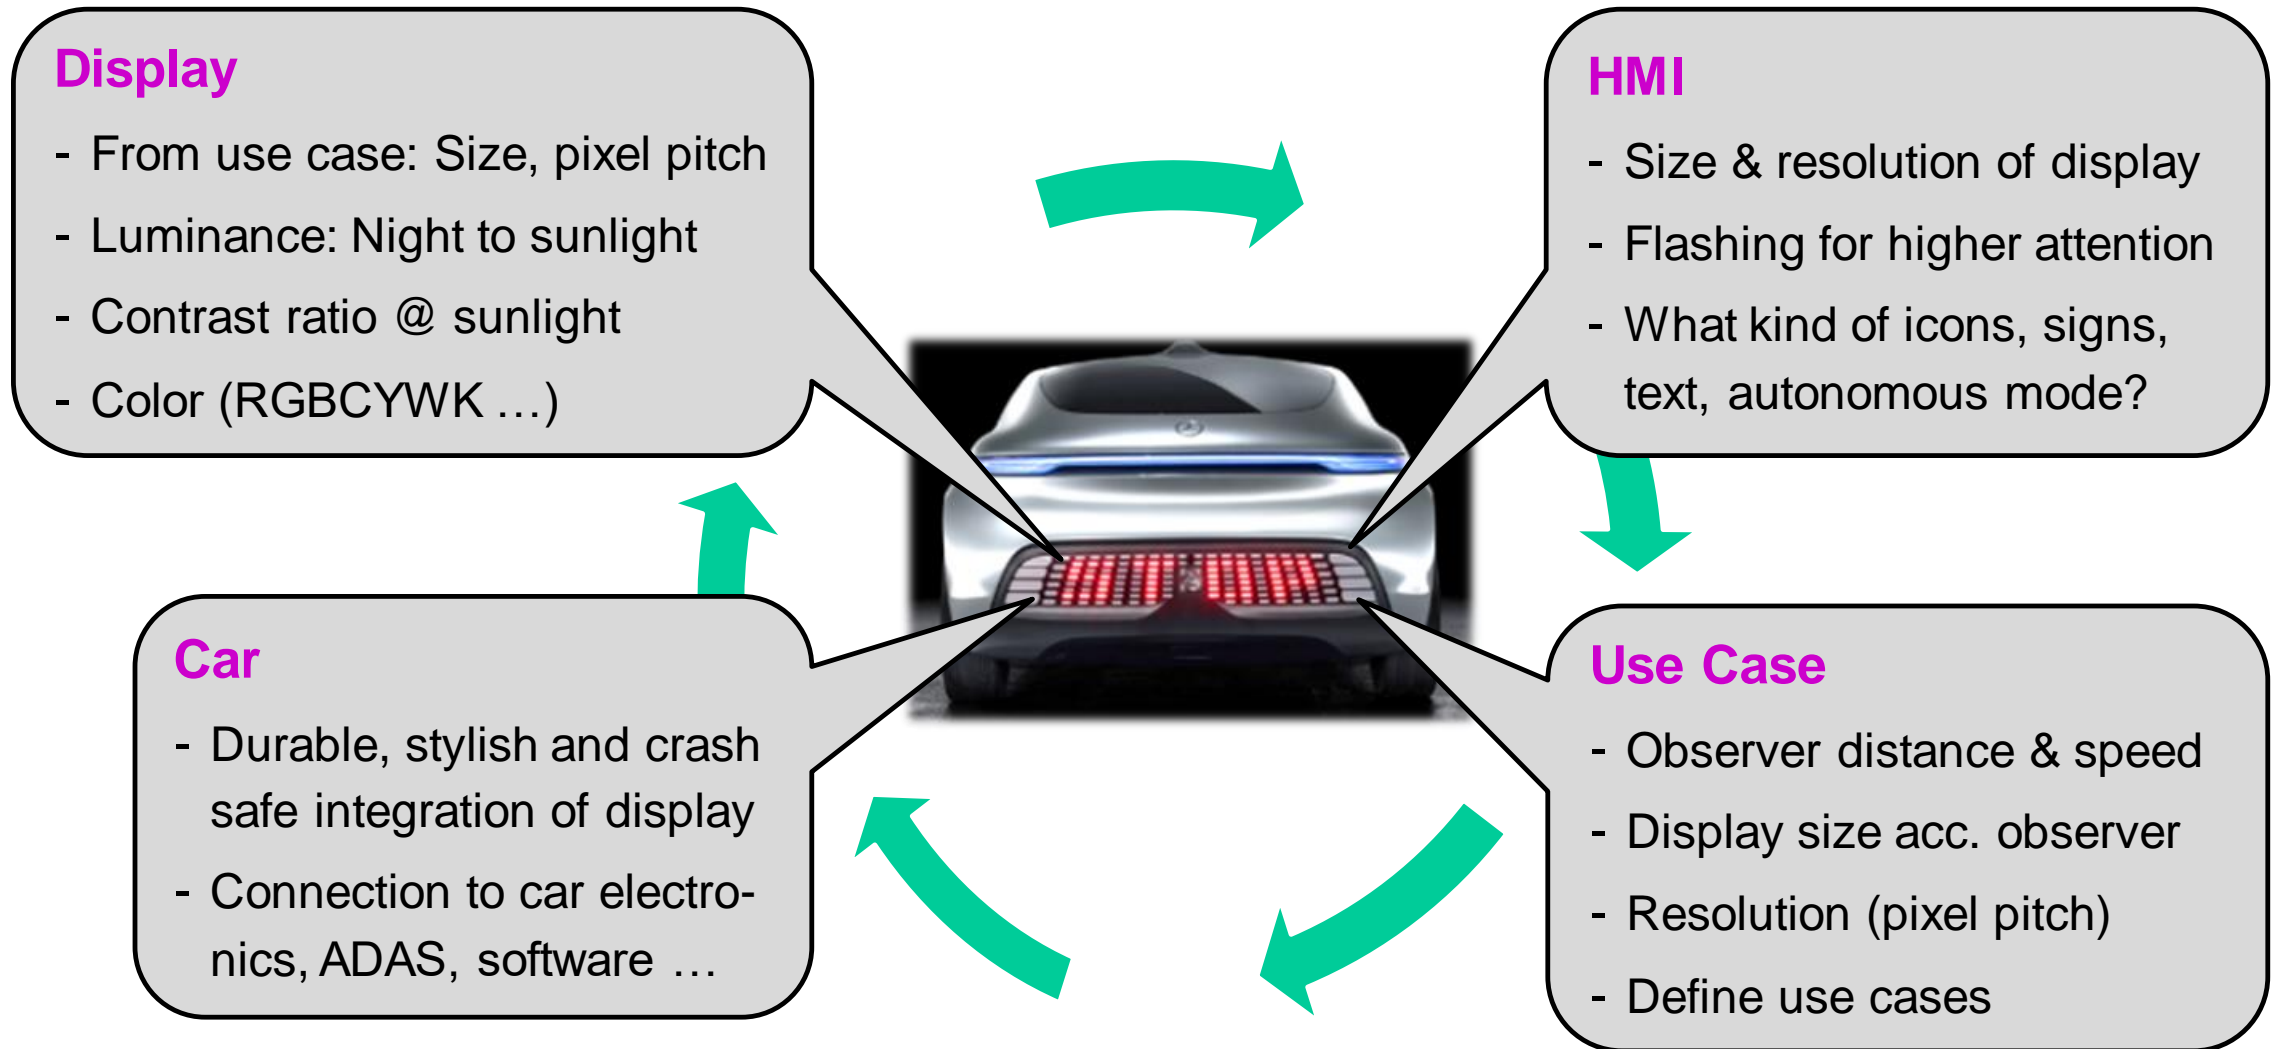 Display
- From use case: Size, pixel pitch
- Luminance: Night to sunlight
- Contrast ratio @ sunlight
- Color (RGBCYWK …)
HMI
- Size & resolution of display
- Flashing for higher attention
- What kind of icons, signs,
text, autonomous mode?
Car
- Durable, stylish and crash
safe integration of display
- Connection to car electro-
nics, ADAS, software …
Use Case
- Observer distance & speed
- Display size acc. observer
- Resolution (pixel pitch)
- Define use cases